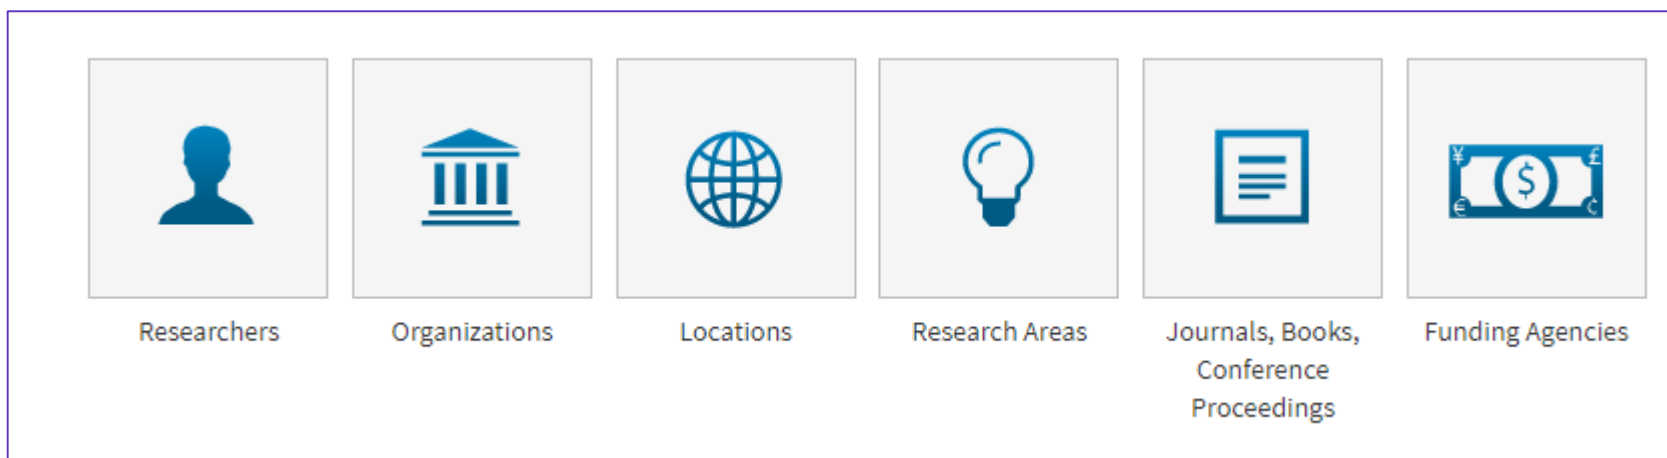 ¥ £
$
€ ¢
Researchers
Organizations
Locations
Research Areas
Journals, Books,
Conference
Proceedings
Funding Agencies